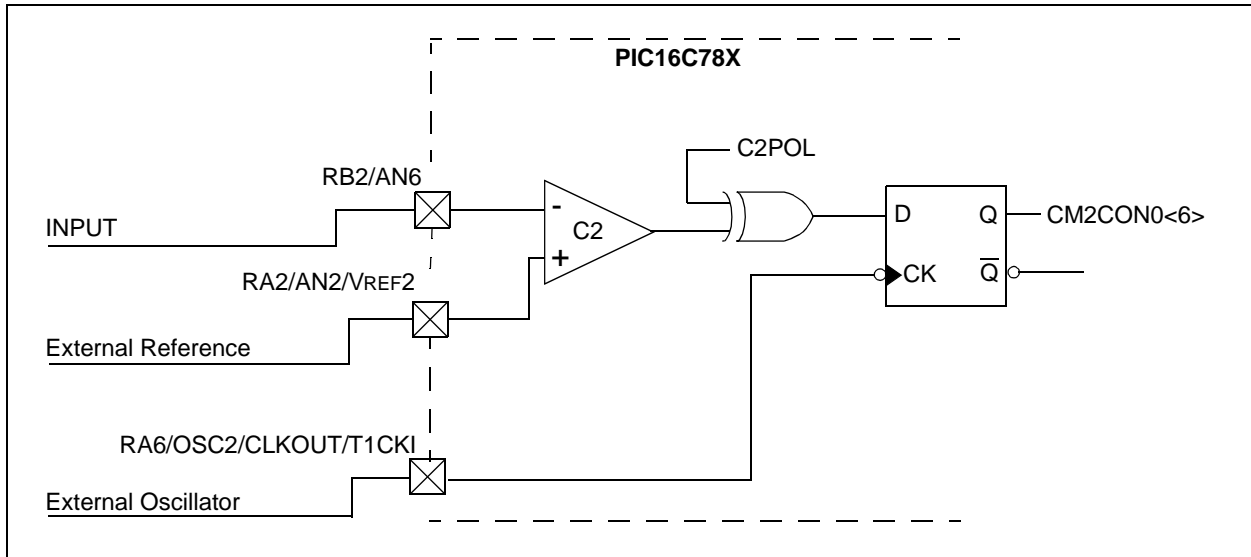 PIC16C78X
C2POL
RB2/AN6
INPUT
-
C2
+
D
Q
CM2CON0<6>
CK
Q̅
RA2/AN2/VREF2
External Reference
RA6/OSC2/CLKOUT/T1CKI
External Oscillator